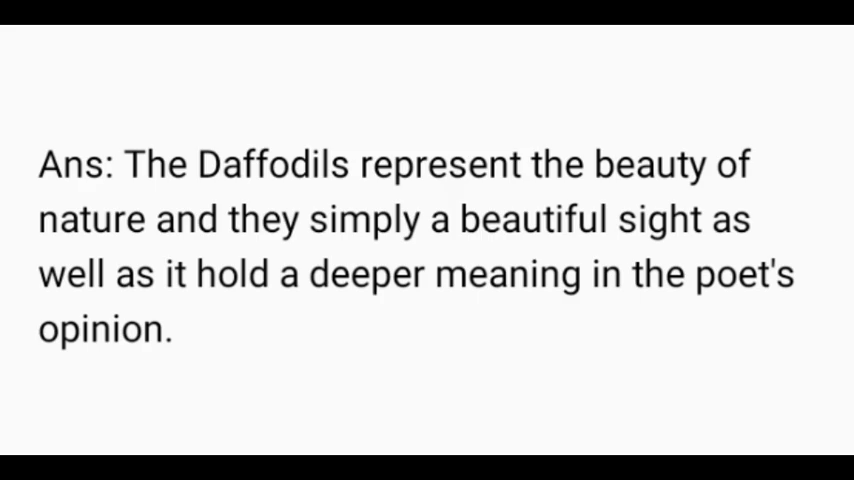 Ans: The Daffodils represent the beauty of
nature and they simply a beautiful sight as
well as it hold a deeper meaning in the poet's
opinion.